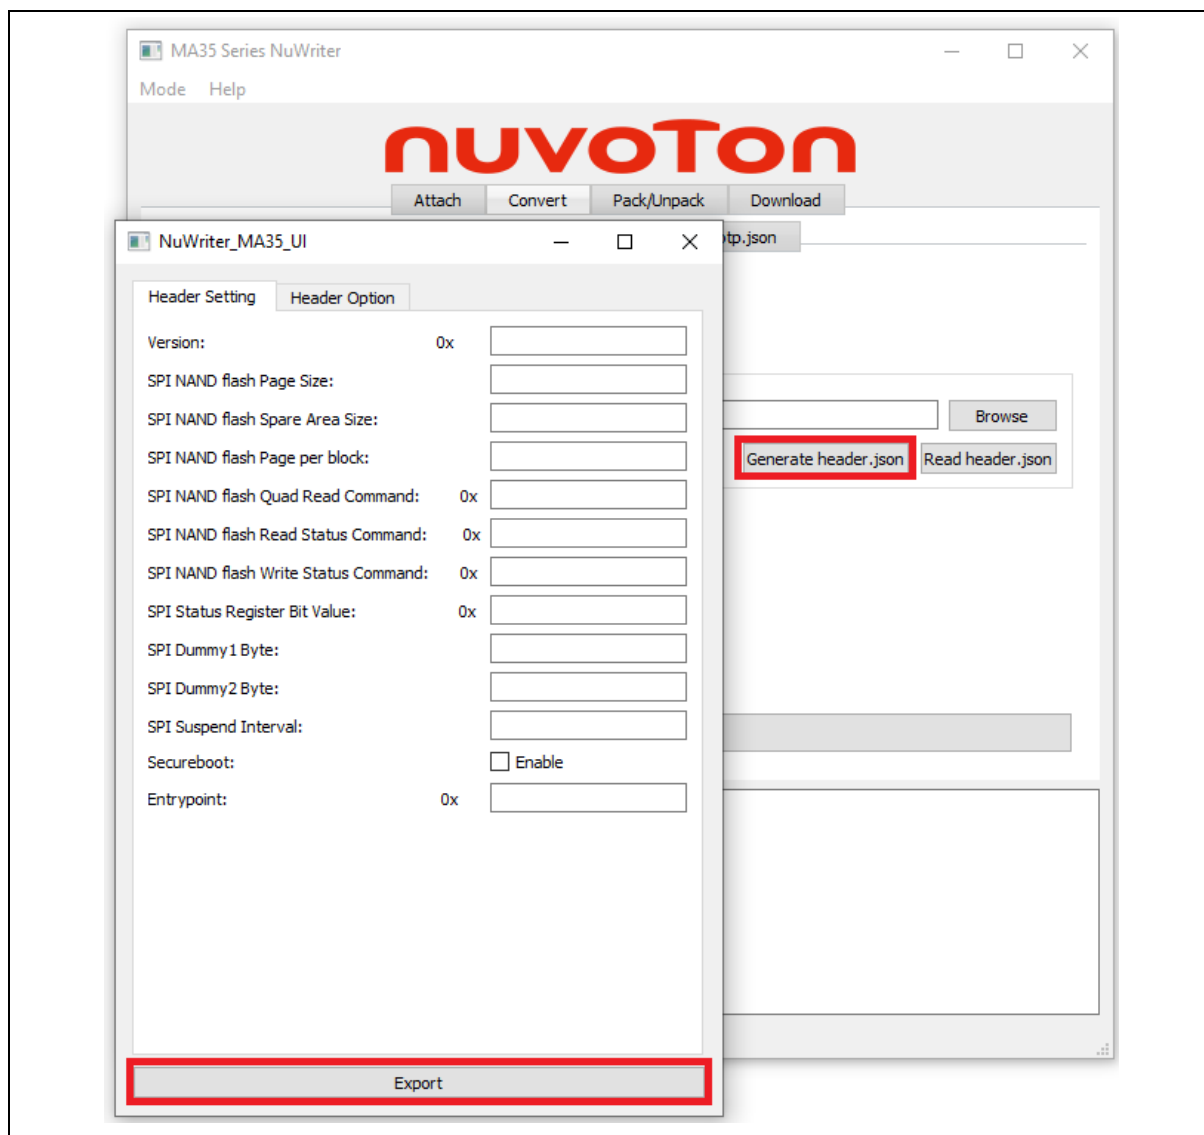 MA35 Series NuWriter
Mode Help
nuvoTon
Attach Convert Pack/Unpack Download
tp.json
NuWriter_MA35_UI
Header Setting Header Option
Version: 0x
SPI NAND flash Page Size:
SPI NAND flash Spare Area Size:
SPI NAND flash Page per block:
SPI NAND flash Quad Read Command: 0x
SPI NAND flash Read Status Command: 0x
SPI NAND flash Write Status Command: 0x
SPI Status Register Bit Value: 0x
SPI Dummy1 Byte:
SPI Dummy2 Byte:
SPI Suspend Interval:
Secureboot: Enable
Entrypoint: 0x
Export
Browse
Generate header.json Read header.json